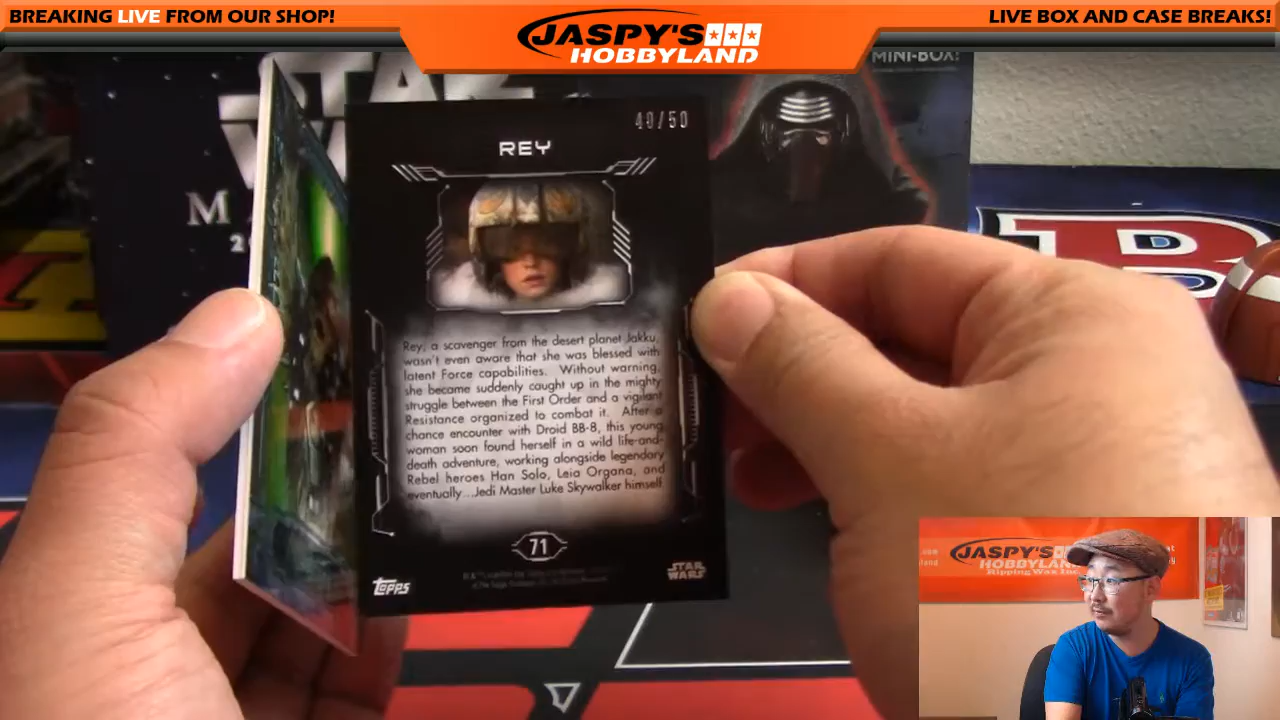 BREAKING LIVE FROM OUR SHOP!
JASPY'S
HOBBYLAND
LIVE BOX AND CASE BREAKS!
MINI-BOX!
STAR
49/50
REY
Rey, a scavenger from the desert planet Jakku,
wasn't even aware that she was blessed with
latent Force capabilities. Without warning,
she became suddenly caught up in the mighty
struggle between the First Order and a vigilant
Resistance organized to combat it. After a
chance encounter with Droid BB-8, this young
woman soon found herself in a wild life-and-
death adventure, working alongside legendary
Rebel heroes Han Solo, Leia Organa, and
eventually...Jedi Master Luke Skywalker himself
71
Topps
STAR
WARS
B
JASPY'S
HOBBYLAND
Ripping Wax Inc.